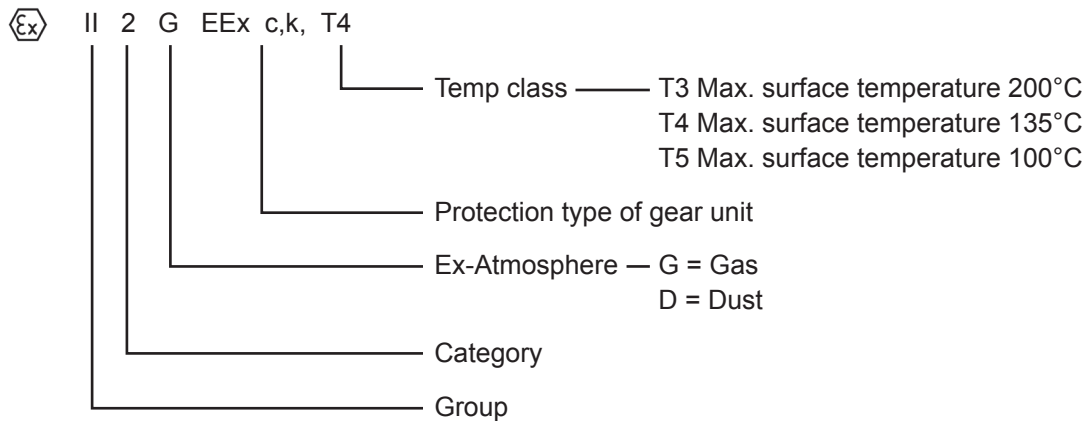 Ex II 2 G EEx c,k, T4
Temp class T3 Max. surface temperature 200°C
T4 Max. surface temperature 135°C
T5 Max. surface temperature 100°C
Protection type of gear unit
Ex-Atmosphere G = Gas
D = Dust
Category
Group